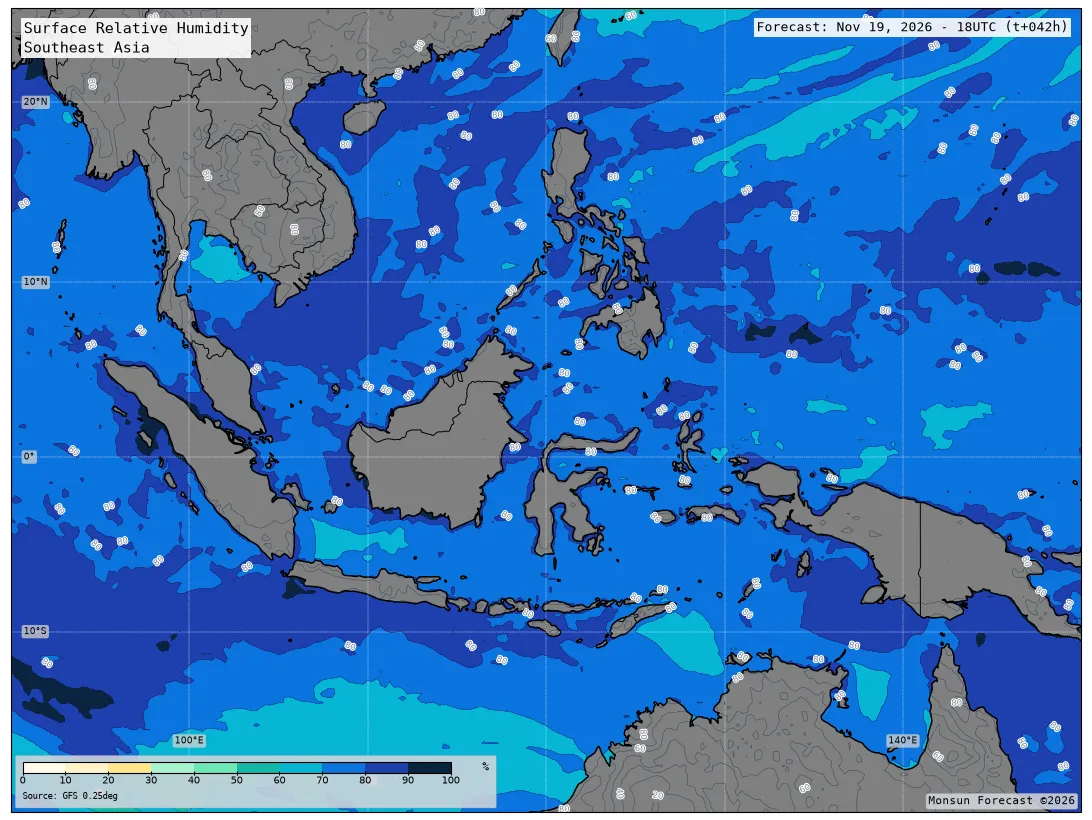 Surface Relative Humidity
Southeast Asia
Forecast: Nov 19, 2026 - 18UTC (t+042h)
20°N
10°N
0°
10°S
100°E
140°E
0 10 20 30 40 50 60 70 80 90 100
%
Source: GFS 0.25deg
Monsun Forecast ©2026